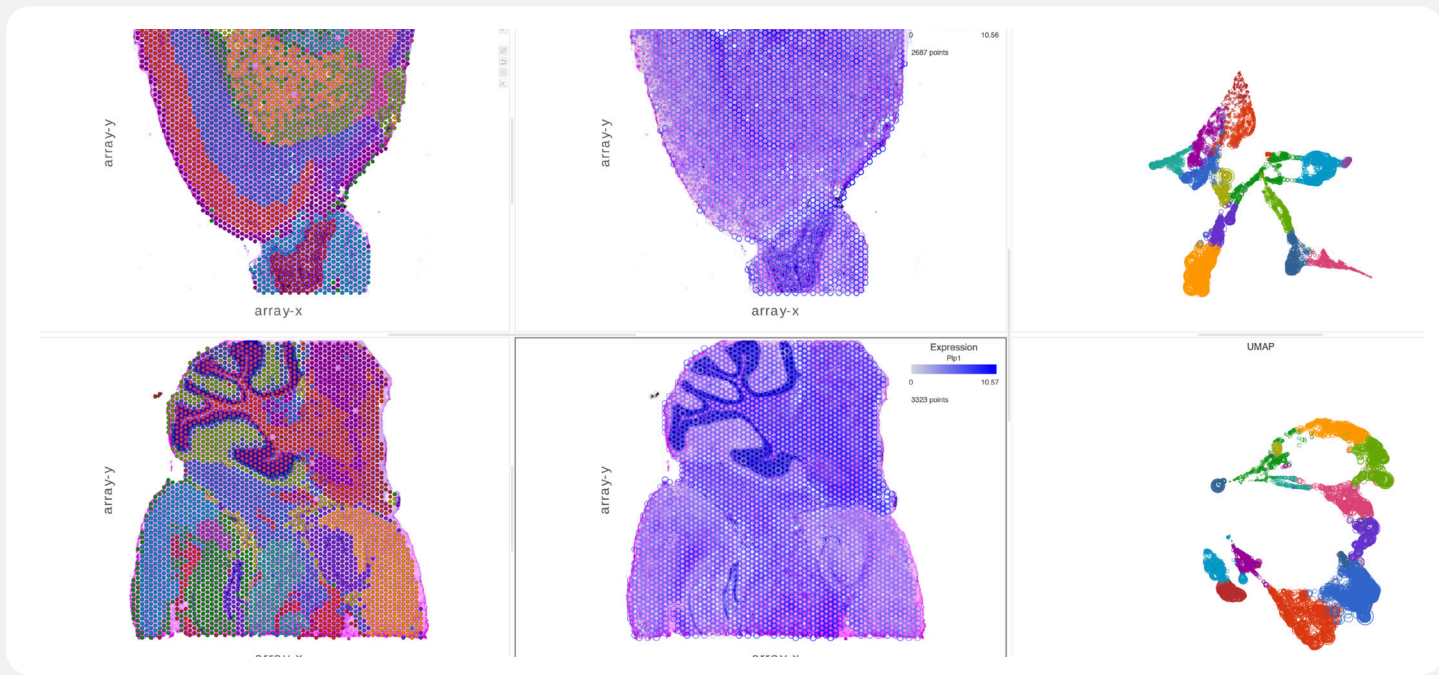 array-y
array-x
array-y
array-x
0 10.56
2687 points
array-y
array-y
Expression
Plp1
0 10.57
3323 points
UMAP